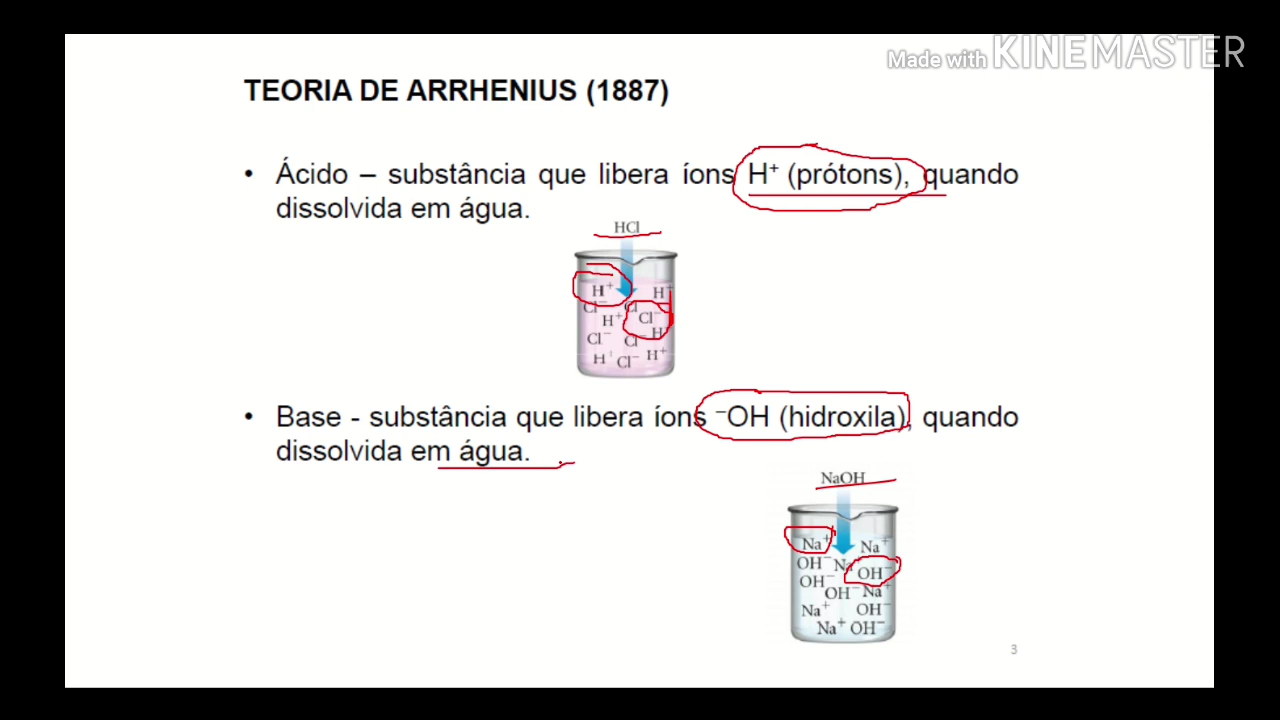 Made with KINEMASTER
TEORIA DE ARRHENIUS (1887)
• Ácido – substância que libera íons H⁺ (prótons), quando
dissolvida em água.
HCl
H⁺ H⁺
Cl⁻ Cl Cl⁻
H⁺ H
Cl⁻ Cl⁻
H⁺ Cl⁻ H⁺
• Base - substância que libera íons ⁻OH (hidroxila), quando
dissolvida em água.
NaOH
Na⁺ Na⁺
OH⁻ Na OH⁻
OH⁻ OH⁻ Na⁺
Na⁺ OH⁻
Na⁺ OH⁻
3